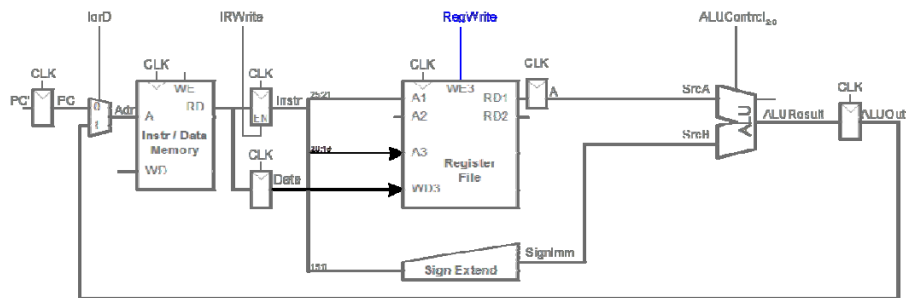 IorD
IRWrite
RegWrite
ALUControl2:0
CLK
CLK
CLK
CLK
CLK
CLK
PC'
PC
0
1
Adr
WE
A
RD
Instr / Data
Memory
WD
EN
Instr
25:21
A1
WE3
RD1
A
A2
RD2
A3
Register
File
WD3
SrcA
ALU
ALUResult
ALUOut
SrcB
CLK
Data
SignImm
15:0
Sign Extend